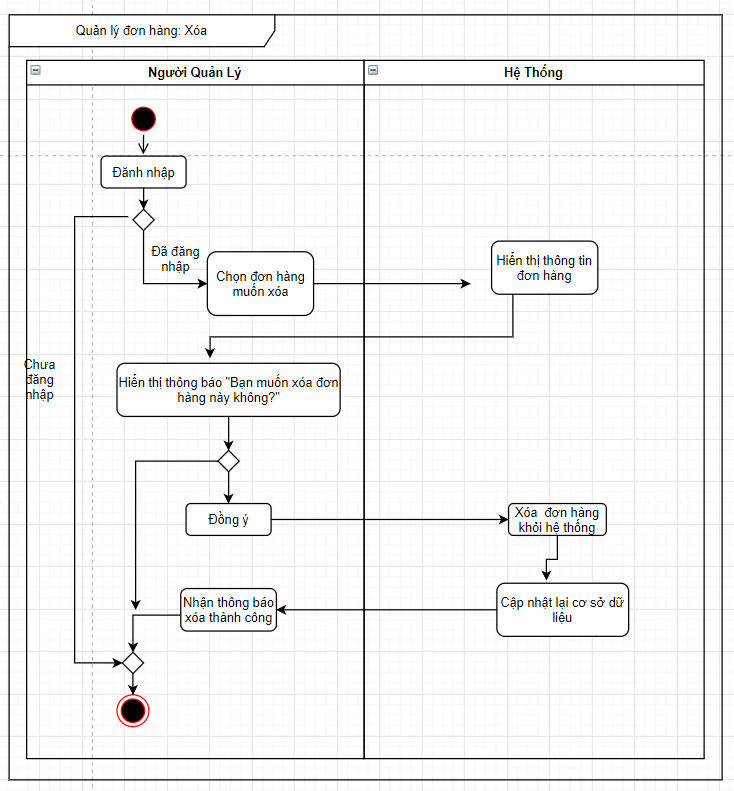 Quản lý đơn hàng: Xóa
Người Quản Lý
Hệ Thống
Đănh nhập
Đã đăng
nhập
Chọn đơn hàng
muốn xóa
Hiển thị thông tin
đơn hàng
Chưa
đăng
nhập
Hiển thị thông báo "Bạn muốn xóa đơn
hàng này không?"
Đồng ý
Xóa đơn hàng
khỏi hệ thống
Nhận thông báo
xóa thành công
Cập nhật lại cơ sở dữ
liệu